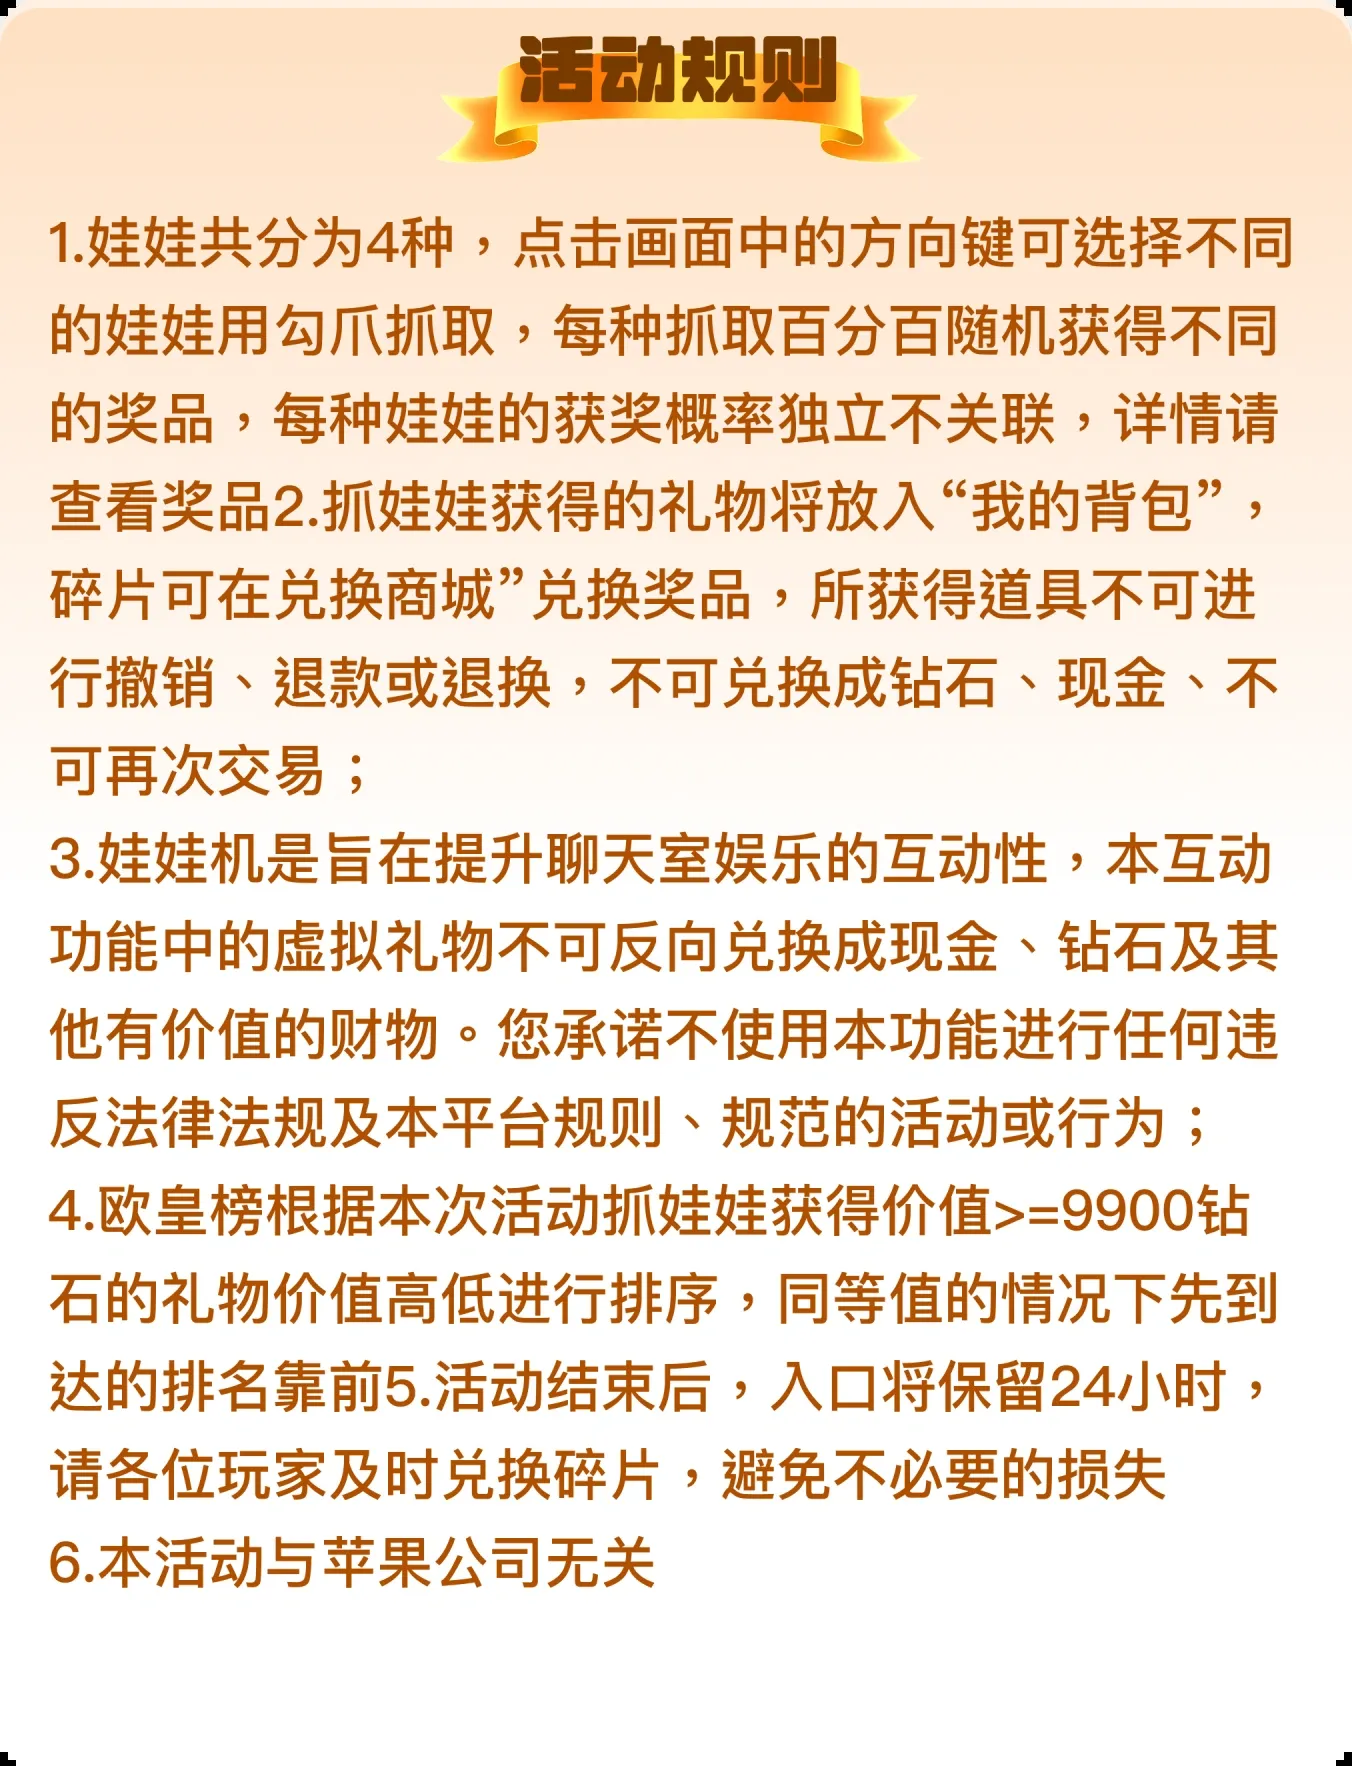 活动规则
1.娃娃共分为4种，点击画面中的方向键可选择不同
的娃娃用勾爪抓取，每种抓取百分百随机获得不同
的奖品，每种娃娃的获奖概率独立不关联，详情请
查看奖品2.抓娃娃获得的礼物将放入“我的背包”，
碎片可在兑换商城”兑换奖品，所获得道具不可进
行撤销、退款或退换，不可兑换成钻石、现金、不
可再次交易；
3.娃娃机是旨在提升聊天室娱乐的互动性，本互动
功能中的虚拟礼物不可反向兑换成现金、钻石及其
他有价值的财物。您承诺不使用本功能进行任何违
反法律法规及本平台规则、规范的活动或行为；
4.欧皇榜根据本次活动抓娃娃获得价值>=9900钻
石的礼物价值高低进行排序，同等值的情况下先到
达的排名靠前5.活动结束后，入口将保留24小时，
请各位玩家及时兑换碎片，避免不必要的损失
6.本活动与苹果公司无关